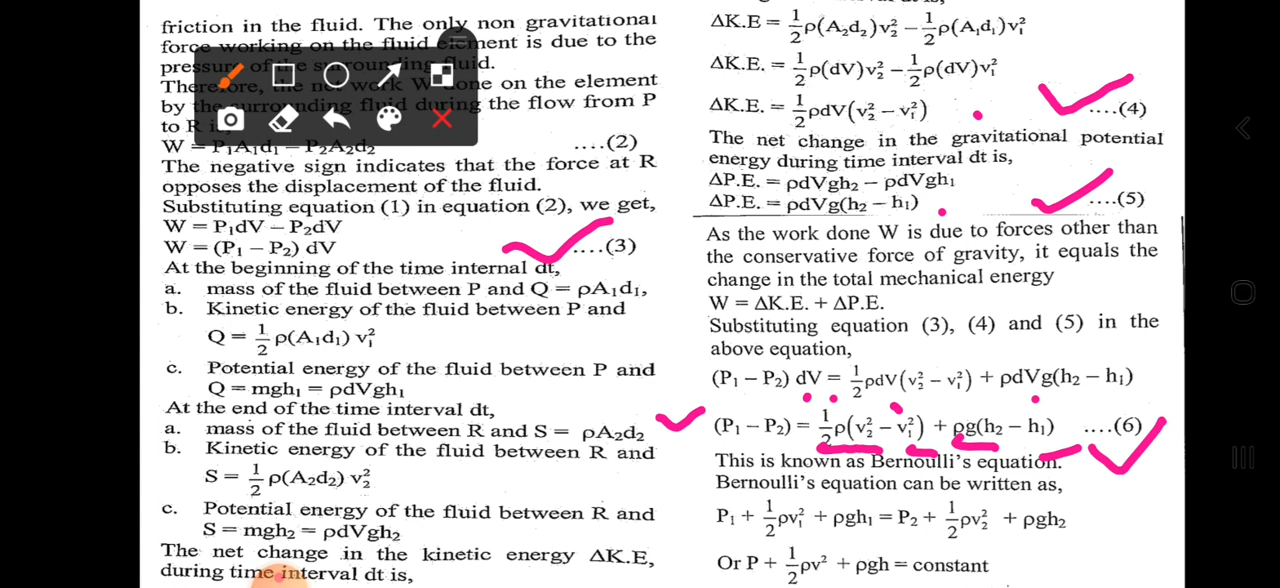 friction in the fluid. The only non gravitational
force working on the fluid element is due to the
pressure of the surrounding fluid.
Therefore, the net work W done on the element
by the surrounding fluid during the flow from P
to R is,
W = P₁A₁d₁ − P₂A₂d₂ ....(2)
The negative sign indicates that the force at R
opposes the displacement of the fluid.
Substituting equation (1) in equation (2), we get,
W = P₁dV − P₂dV
W = (P₁ − P₂) dV ....(3)
At the beginning of the time internal dt,
a. mass of the fluid between P and Q = ρA₁d₁,
b. Kinetic energy of the fluid between P and
Q = 1/2 ρ(A₁d₁) v₁²
c. Potential energy of the fluid between P and
Q = mgh₁ = ρdVgh₁
At the end of the time interval dt,
a. mass of the fluid between R and S = ρA₂d₂
b. Kinetic energy of the fluid between R and
S = 1/2 ρ(A₂d₂) v₂²
c. Potential energy of the fluid between R and
S = mgh₂ = ρdVgh₂
The net change in the kinetic energy ΔK.E,
during time interval dt is,
ΔK.E = 1/2 ρ(A₂d₂)v₂² − 1/2 ρ(A₁d₁)v₁²
ΔK.E. = 1/2 ρ(dV)v₂² − 1/2 ρ(dV)v₁²
ΔK.E. = 1/2 ρdV(v₂² − v₁²) ....(4)
The net change in the gravitational potential
energy during time interval dt is,
ΔP.E. = ρdVgh₂ − ρdVgh₁
ΔP.E. = ρdVg(h₂ − h₁) ....(5)
As the work done W is due to forces other than
the conservative force of gravity, it equals the
change in the total mechanical energy
W = ΔK.E. + ΔP.E.
Substituting equation (3), (4) and (5) in the
above equation,
(P₁ − P₂) dV = 1/2 ρdV(v₂² − v₁²) + ρdVg(h₂ − h₁)
(P₁ − P₂) = 1/2 ρ(v₂² − v₁²) + ρg(h₂ − h₁) ....(6)
This is known as Bernoulli's equation.
Bernoulli's equation can be written as,
P₁ + 1/2 ρv₁² + ρgh₁ = P₂ + 1/2 ρv₂² + ρgh₂
Or P + 1/2 ρv² + ρgh = constant